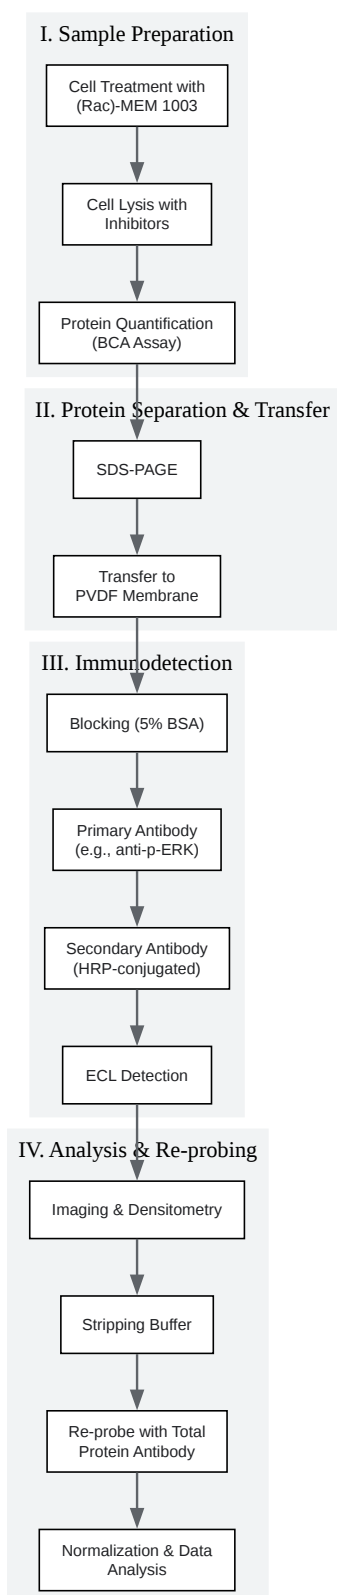 I. Sample Preparation
Cell Treatment with
(Rac)-MEM 1003
Cell Lysis with
Inhibitors
Protein Quantification
(BCA Assay)
II. Protein Separation & Transfer
SDS-PAGE
Transfer to
PVDF Membrane
III. Immunodetection
Blocking (5% BSA)
Primary Antibody
(e.g., anti-p-ERK)
Secondary Antibody
(HRP-conjugated)
ECL Detection
IV. Analysis & Re-probing
Imaging & Densitometry
Stripping Buffer
Re-probe with Total
Protein Antibody
Normalization & Data
Analysis